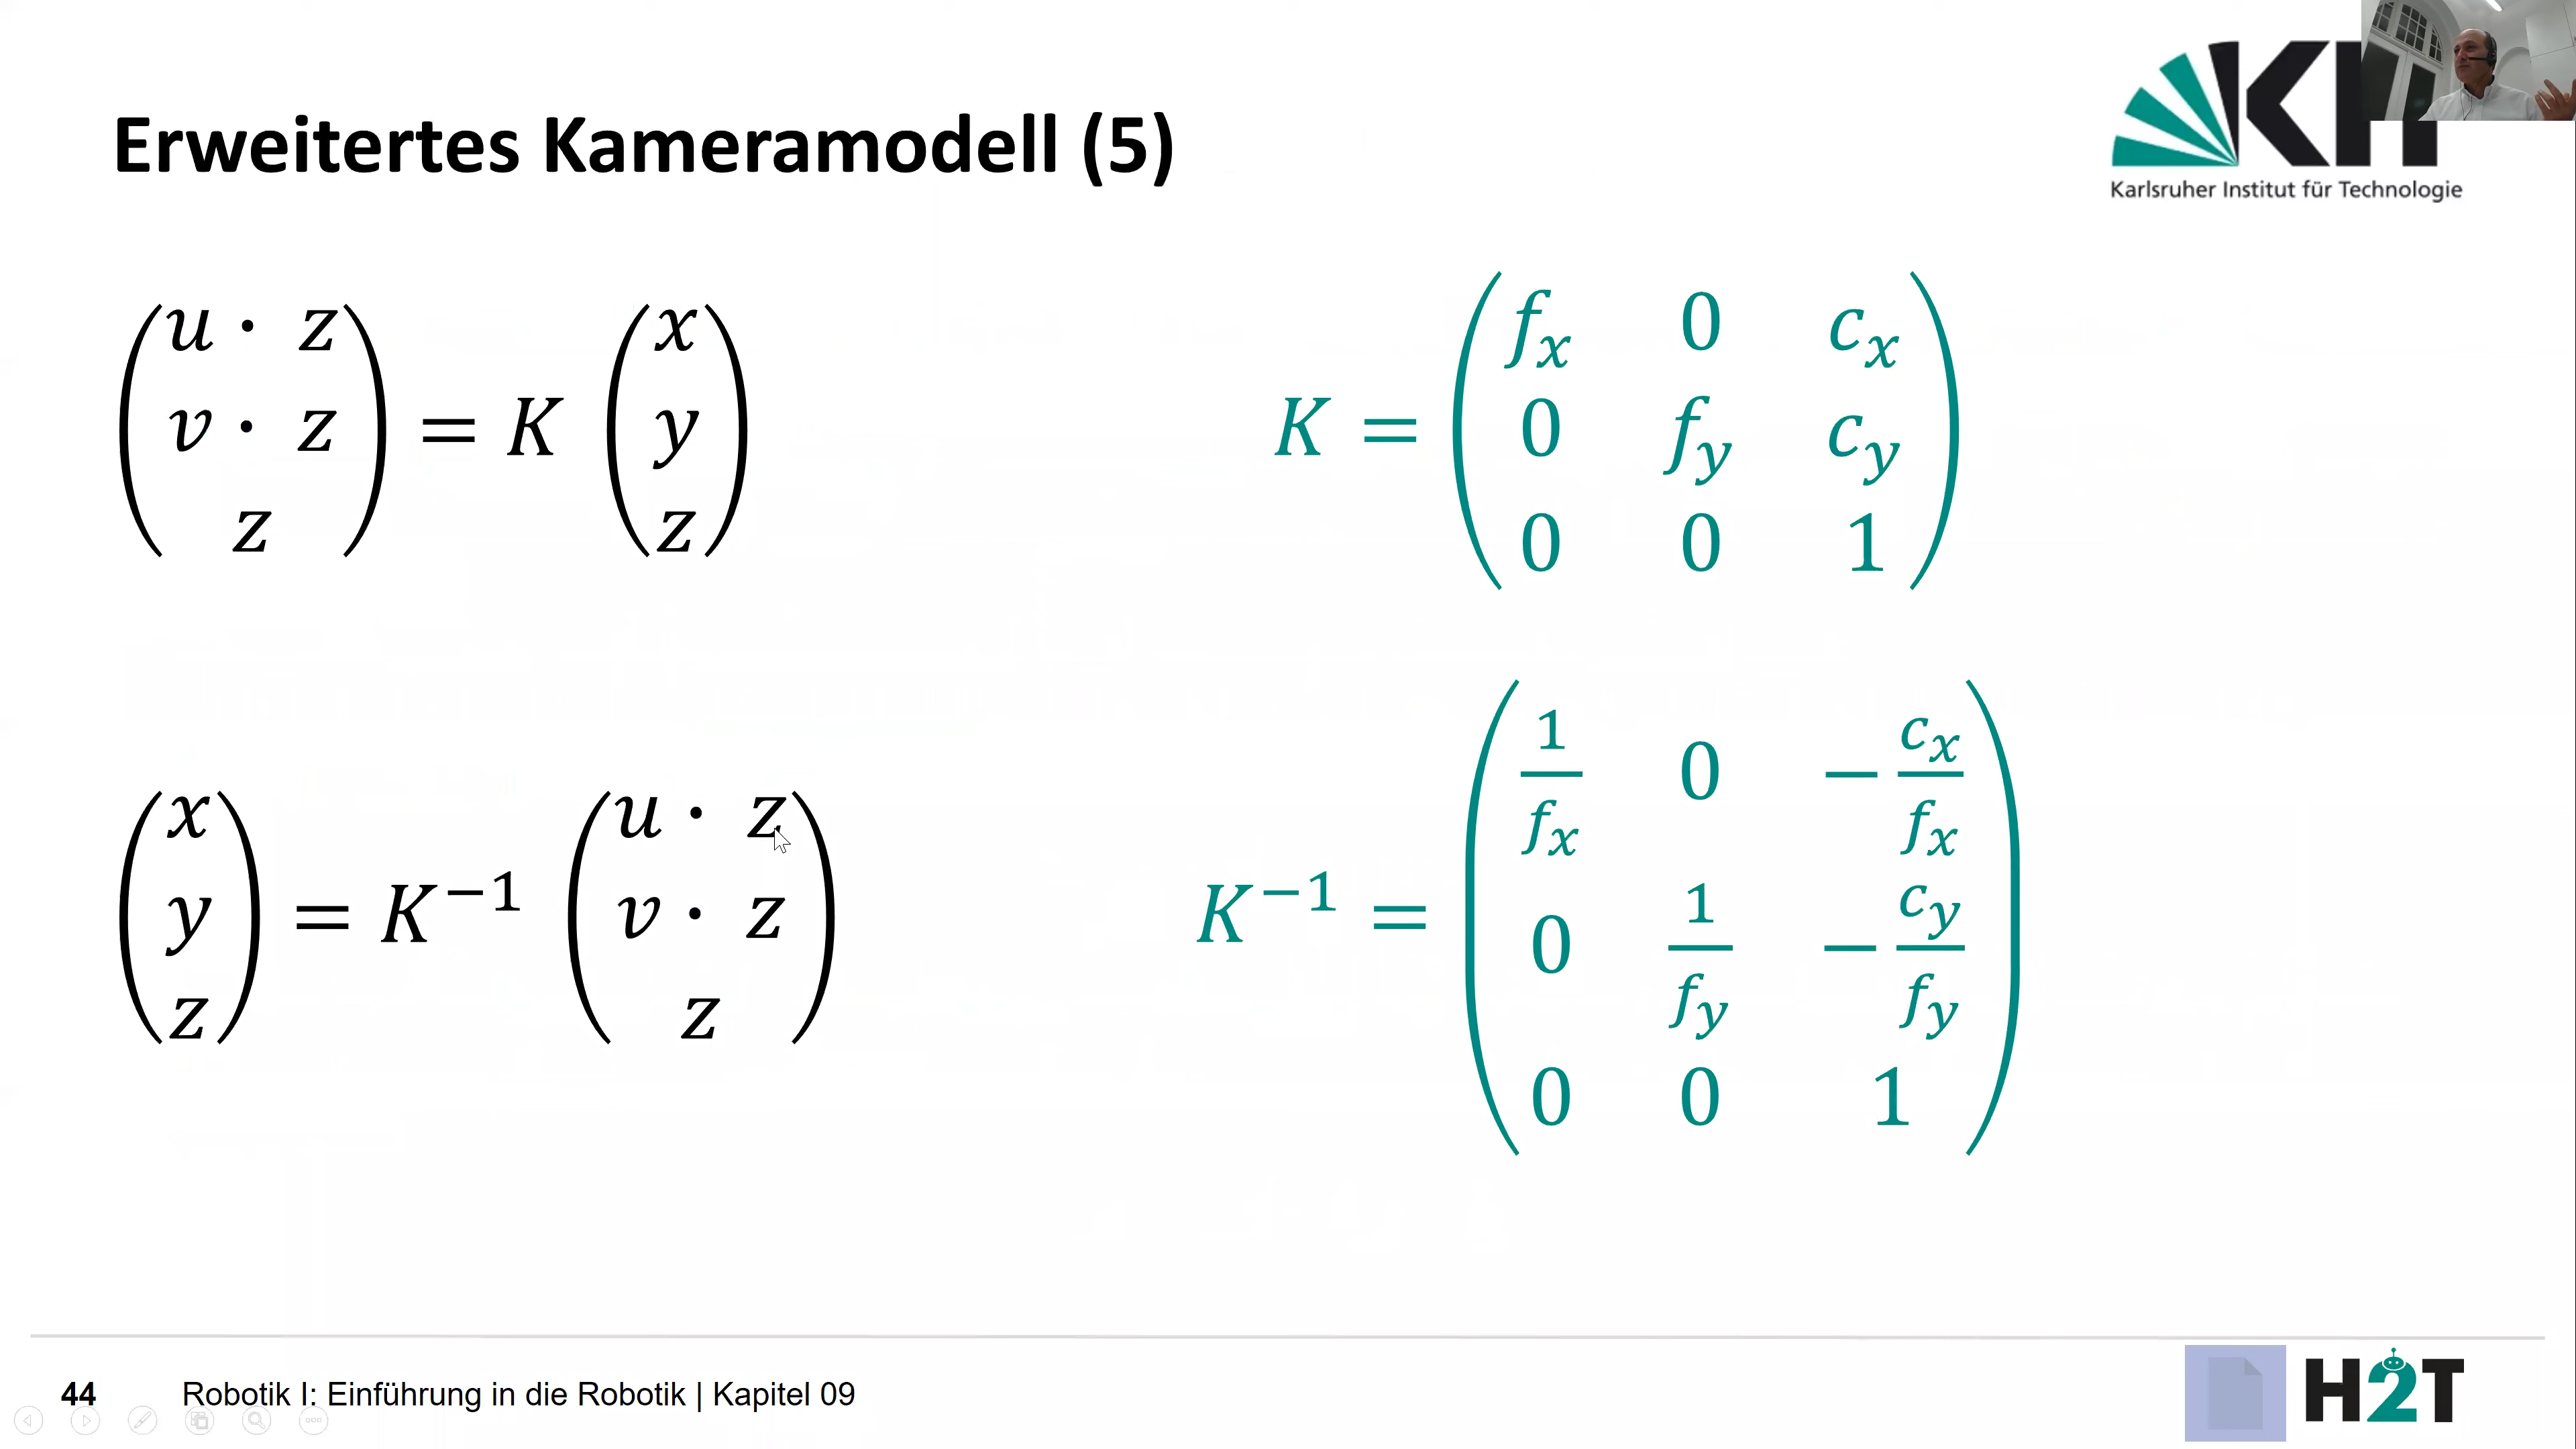 Erweitertes Kameramodell (5)
KIT
Karlsruher Institut für Technologie
(u · z
v · z
z) = K (x
y
z)
K = (f_x 0 c_x
0 f_y c_y
0 0 1)
(x
y
z) = K^{-1} (u · z
v · z
z)
K^{-1} = (1/f_x 0 -c_x/f_x
0 1/f_y -c_y/f_y
0 0 1)
44 Robotik I: Einführung in die Robotik | Kapitel 09
H2T